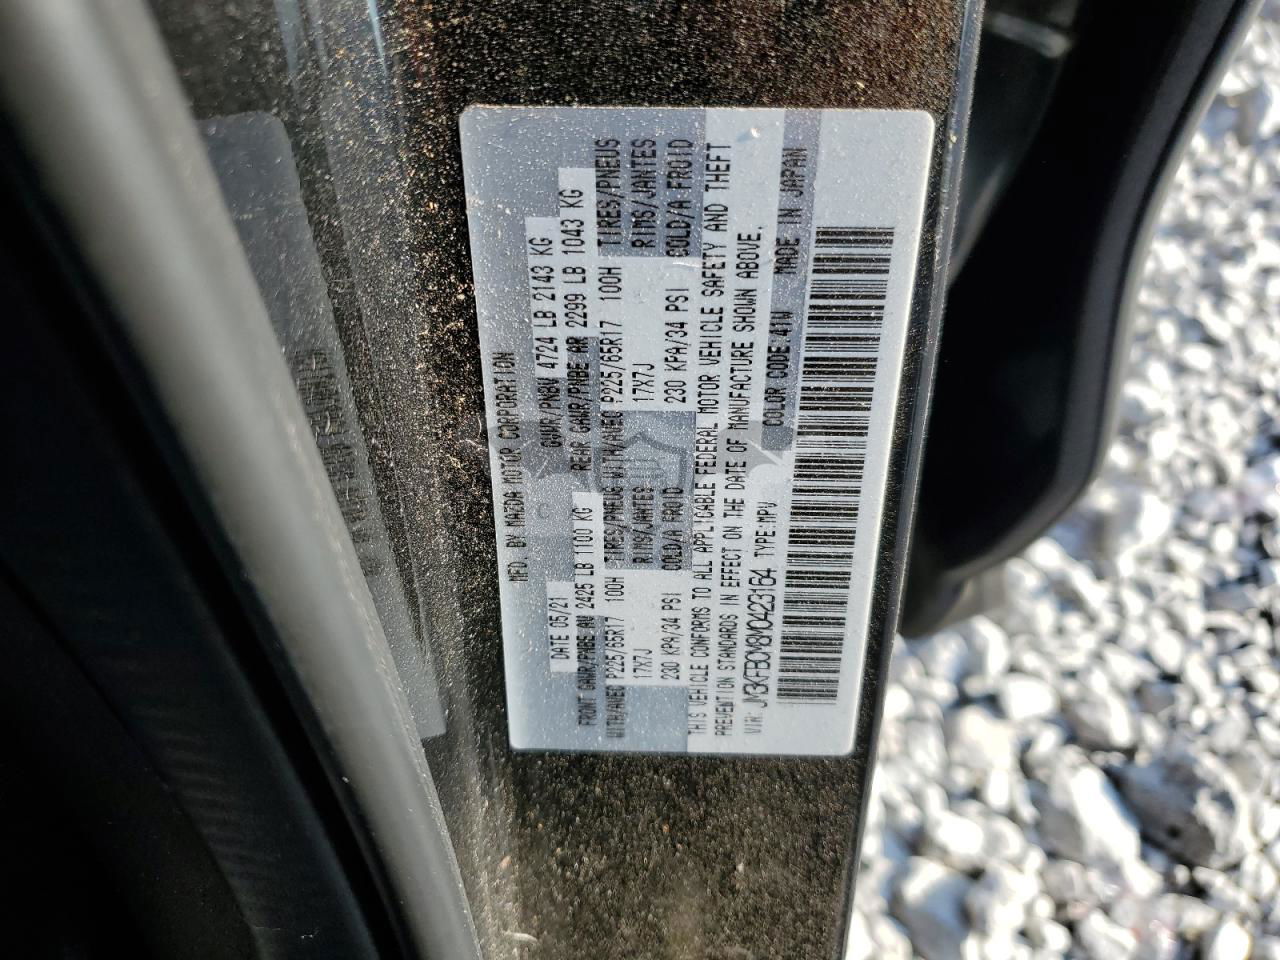 MFD BY MAZDA MOTOR CORPORATION
DATE 05/21 GVWR/PNBV 4724 LB 2143 KG
FRONT GAWR/PNBE AV 2425 LB 1100 KG REAR GAWR/PNBE AR 2299 LB 1043 KG
WITH/AVEC P225/65R17 100H TIRES/PNEUS WITH/AVEC P225/65R17 100H TIRES/PNEUS
17X7J RIMS/JANTES 17X7J RIMS/JANTES
230 KPA/34 PSI COLD/A FROID 230 KPA/34 PSI COLD/A FROID
THIS VEHICLE CONFORMS TO ALL APPLICABLE FEDERAL MOTOR VEHICLE SAFETY AND THEFT
PREVENTION STANDARDS IN EFFECT ON THE DATE OF MANUFACTURE SHOWN ABOVE.
VIN: JM3KFBCM8M0423164 TYPE:MPV COLOR CODE:41W MADE IN JAPAN